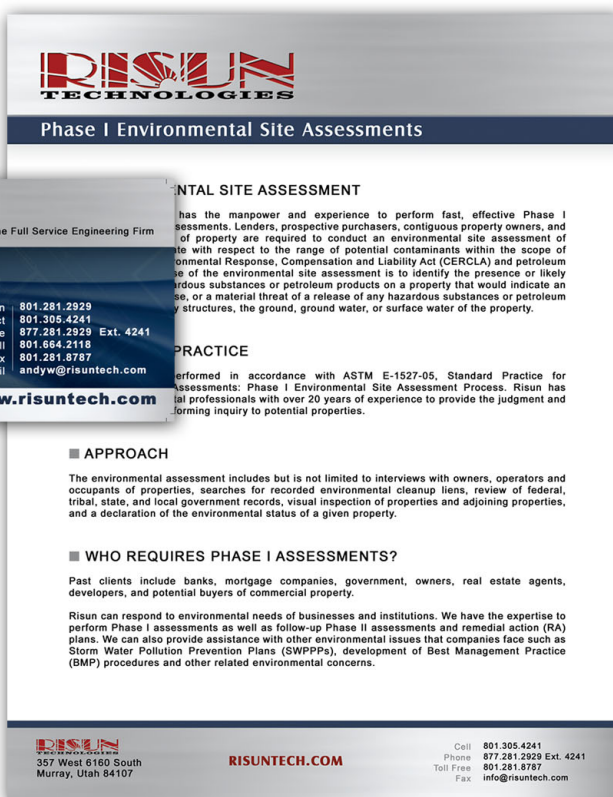 RISUN
TECHNOLOGIES
Phase I Environmental Site Assessments
NTAL SITE ASSESSMENT
has the manpower and experience to perform fast, effective Phase I
sessments. Lenders, prospective purchasers, contiguous property owners, and
of property are required to conduct an environmental site assessment of
te with respect to the range of potential contaminants within the scope of
ronmental Response, Compensation and Liability Act (CERCLA) and petroleum
se of the environmental site assessment is to identify the presence or likely
ardous substances or petroleum products on a property that would indicate an
se, or a material threat of a release of any hazardous substances or petroleum
y structures, the ground, ground water, or surface water of the property.
PRACTICE
erformed in accordance with ASTM E-1527-05, Standard Practice for
Assessments: Phase I Environmental Site Assessment Process. Risun has
tal professionals with over 20 years of experience to provide the judgment and
forming inquiry to potential properties.
e Full Service Engineering Firm
n 801.281.2929
ct 801.305.4241
e 877.281.2929 Ext. 4241
ll 801.664.2118
x 801.281.8787
il andyw@risuntech.com
w.risuntech.com
APPROACH
The environmental assessment includes but is not limited to interviews with owners, operators and
occupants of properties, searches for recorded environmental cleanup liens, review of federal,
tribal, state, and local government records, visual inspection of properties and adjoining properties,
and a declaration of the environmental status of a given property.
WHO REQUIRES PHASE I ASSESSMENTS?
Past clients include banks, mortgage companies, government, owners, real estate agents,
developers, and potential buyers of commercial property.
Risun can respond to environmental needs of businesses and institutions. We have the expertise to
perform Phase I assessments as well as follow-up Phase II assessments and remedial action (RA)
plans. We can also provide assistance with other environmental issues that companies face such as
Storm Water Pollution Prevention Plans (SWPPPs), development of Best Management Practice
(BMP) procedures and other related environmental concerns.
RISUN
TECHNOLOGIES
357 West 6160 South
Murray, Utah 84107
RISUNTECH.COM
Cell 801.305.4241
Phone 877.281.2929 Ext. 4241
Toll Free 801.281.8787
Fax info@risuntech.com